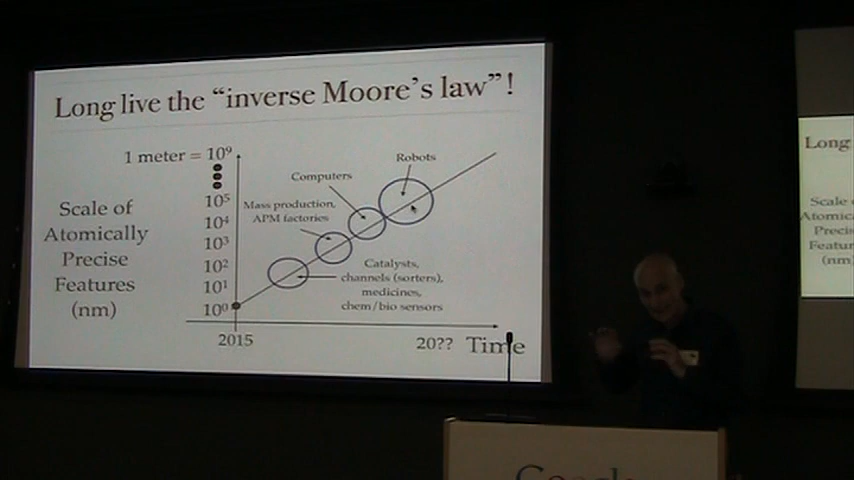 Long live the “inverse Moore’s law”!
1 meter = 10⁹
10⁵
10⁴
10³
10²
10¹
10⁰
Scale of
Atomically
Precise
Features
(nm)
Robots
Computers
Mass production,
APM factories
Catalysts,
channels (sorters),
medicines,
chem/bio sensors
2015
20??
Time
Long
Scale
Precis
Featur
(nm)